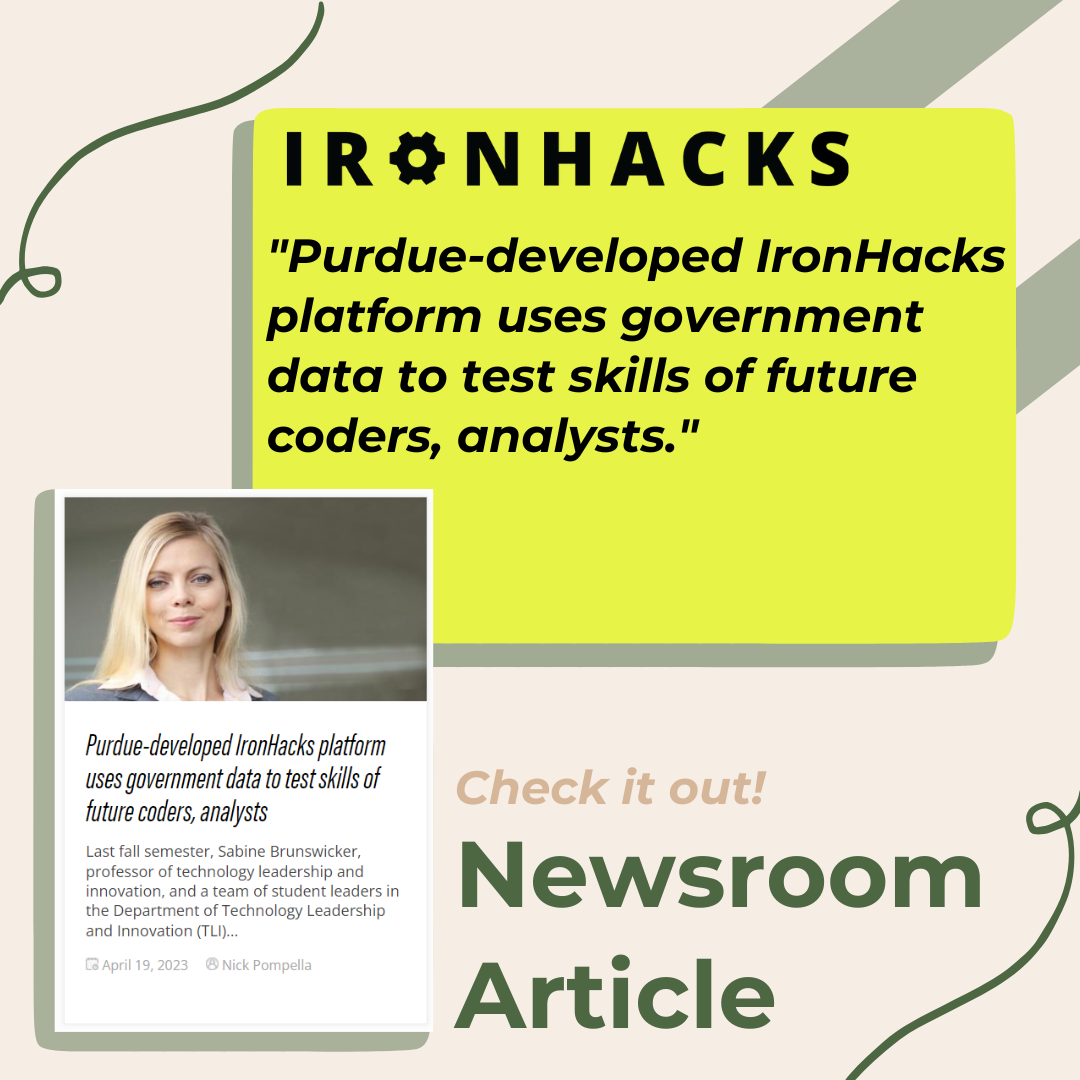 IRONHACKS
"Purdue-developed IronHacks
platform uses government
data to test skills of future
coders, analysts."
Purdue-developed IronHacks platform
uses government data to test skills of
future coders, analysts
Last fall semester, Sabine Brunswicker,
professor of technology leadership and
innovation, and a team of student leaders in
the Department of Technology Leadership
and Innovation (TLI)...
April 19, 2023 Nick Pompella
Check it out!
Newsroom
Article